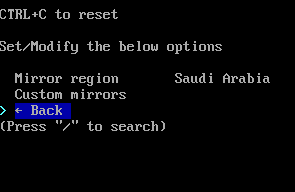 CTRL+C to reset
Set/Modify the below options
Mirror region Saudi Arabia
Custom mirrors
> ← Back
(Press "/" to search)